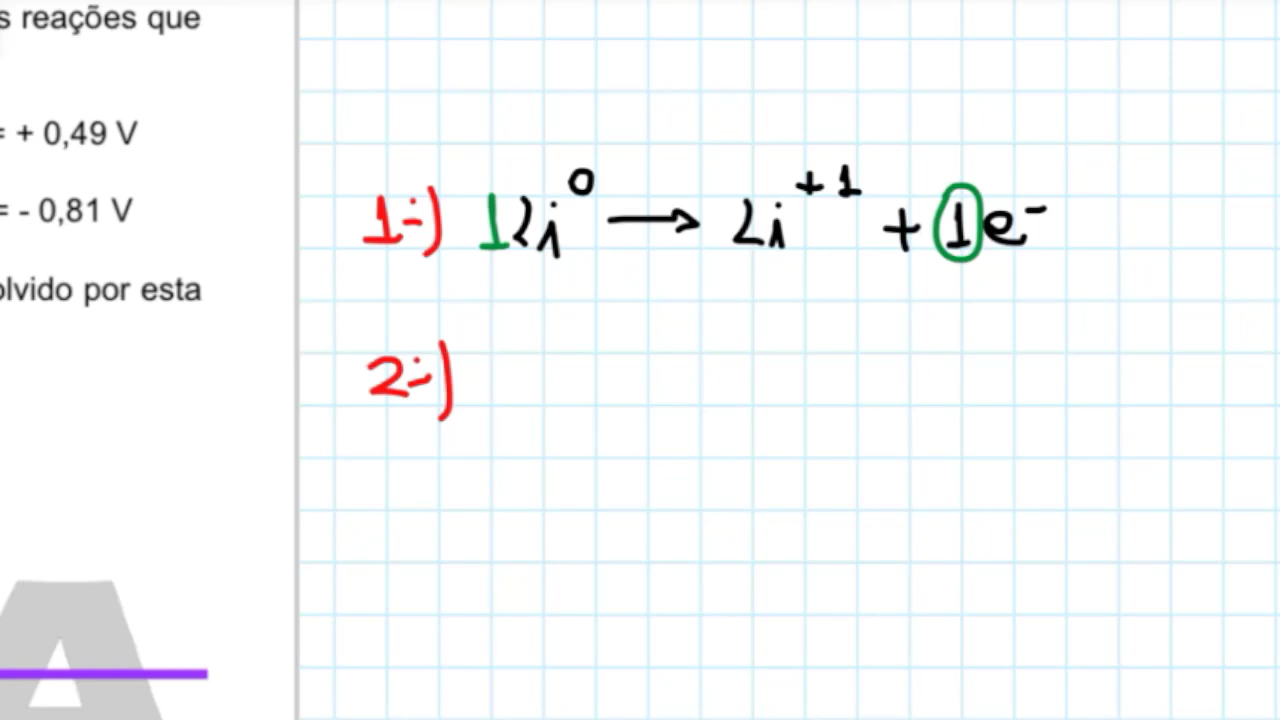 s reações que
= + 0,49 V
= - 0,81 V
olvido por esta
1-) 1Li⁰ → Li⁺¹ + 1e⁻
2-)
A